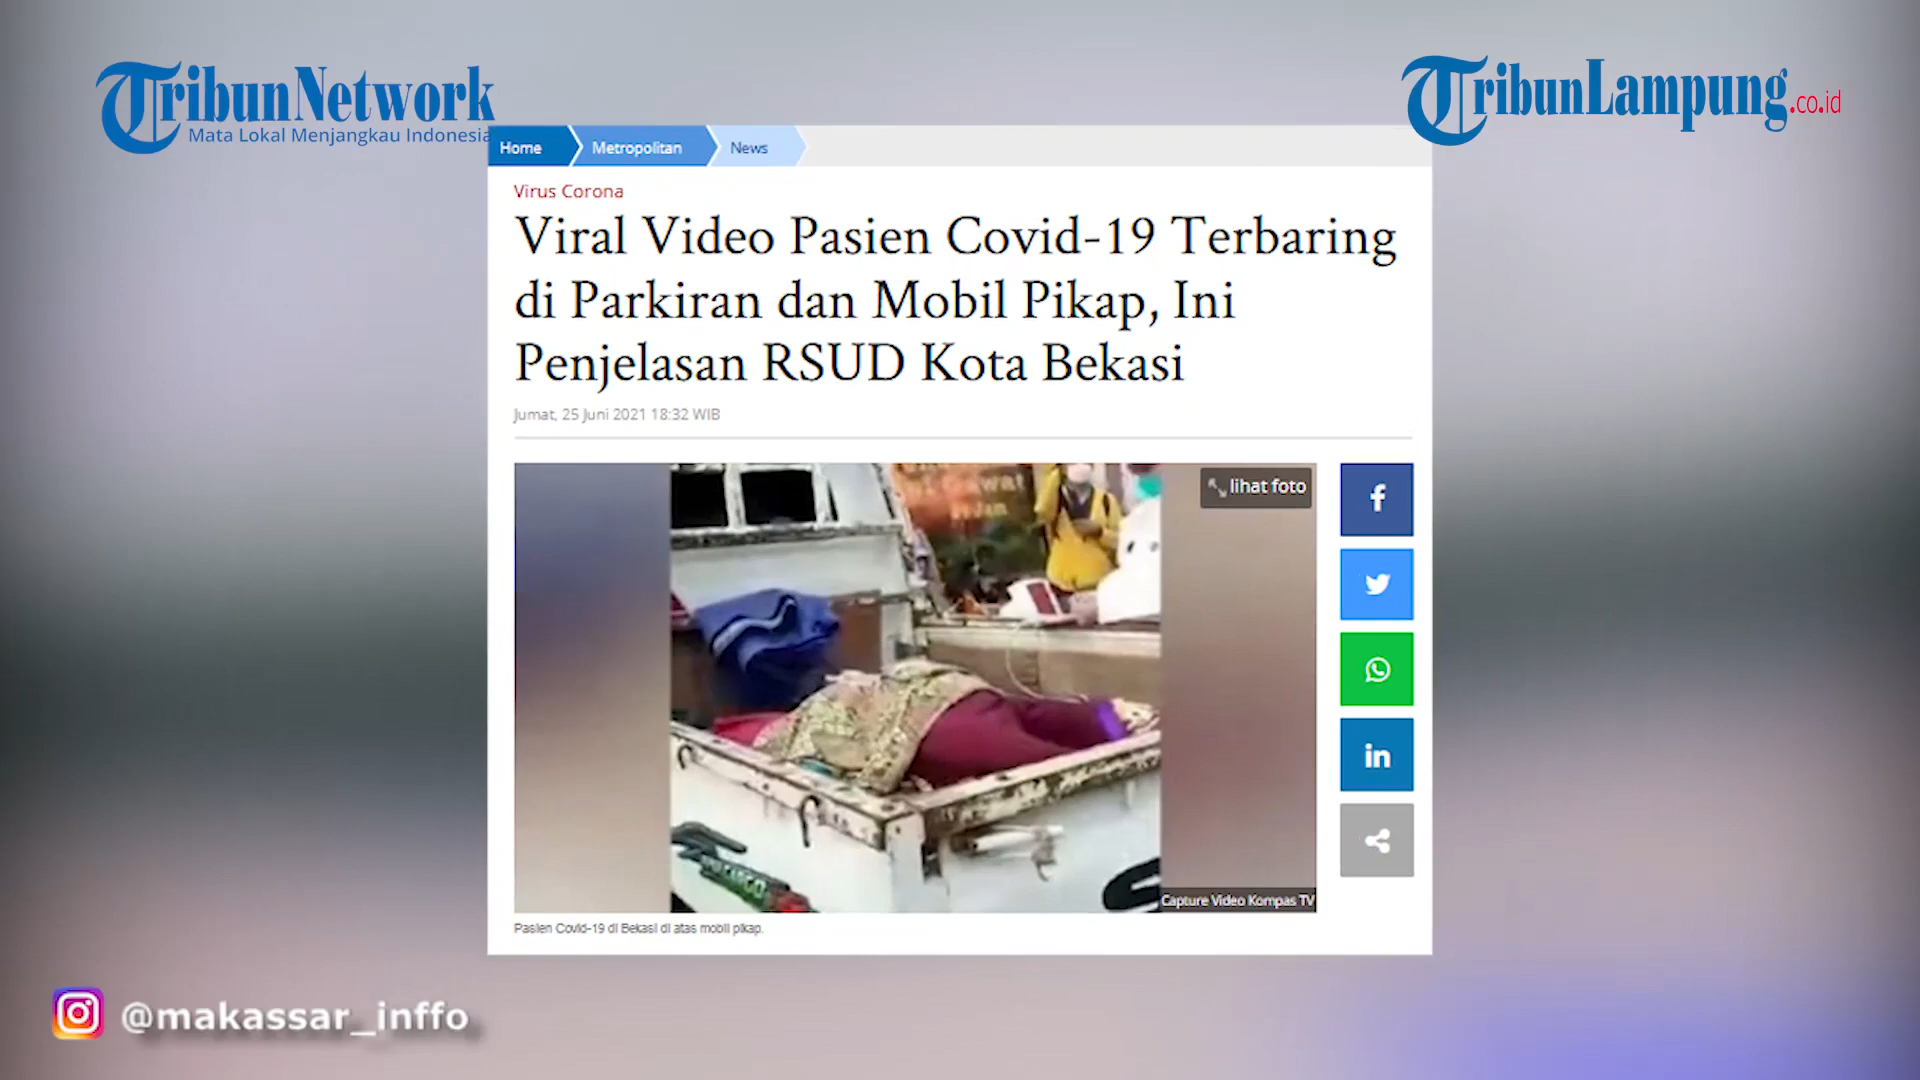 TribunNetwork
Mata Lokal Menjangkau Indonesia
TribunLampung.co.id
Home
Metropolitan
News
Virus Corona
Viral Video Pasien Covid-19 Terbaring
di Parkiran dan Mobil Pikap, Ini
Penjelasan RSUD Kota Bekasi
Jumat, 25 Juni 2021 18:32 WIB
lihat foto
f
in
Capture Video Kompas TV
Pasien Covid-19 di Bekasi di atas mobil pikap.
@makassar_inffo